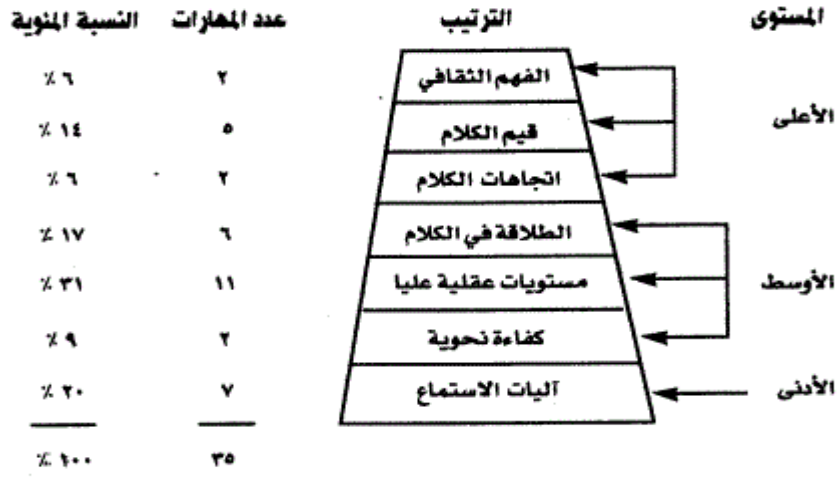 المستوى الترتيب عدد المهارات النسبة المئوية
الفهم الثقافي ٢ ٦ ٪
الأعلى قيم الكلام ٥ ١٤ ٪
اتجاهات الكلام ٢ ٦ ٪
الطلاقة في الكلام ٦ ١٧ ٪
الأوسط مستويات عقلية عليا ١١ ٣١ ٪
كفاءة نحوية ٢ ٩ ٪
الأدنى آليات الاستماع ٧ ٢٠ ٪
٣٥ ١٠٠ ٪